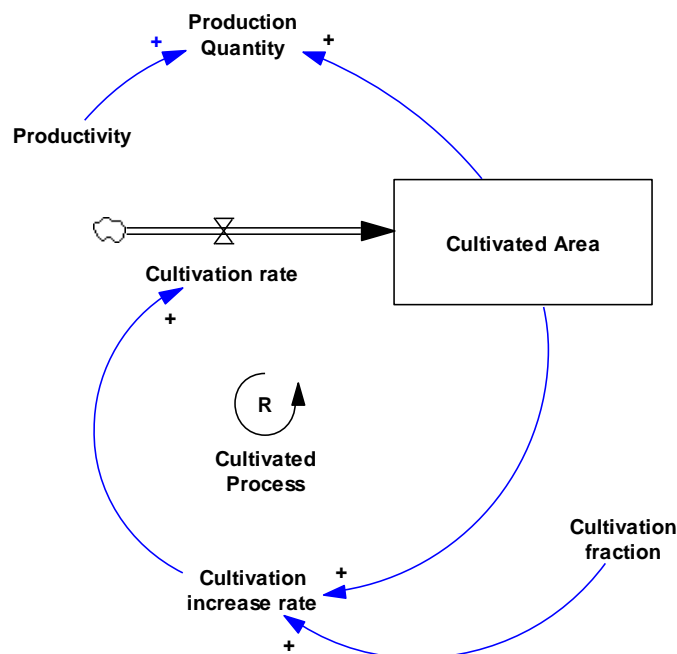 Production
Quantity
+
+
Productivity
Cultivated Area
Cultivation rate
+
R
Cultivated
Process
Cultivation
fraction
Cultivation
increase rate
+
+